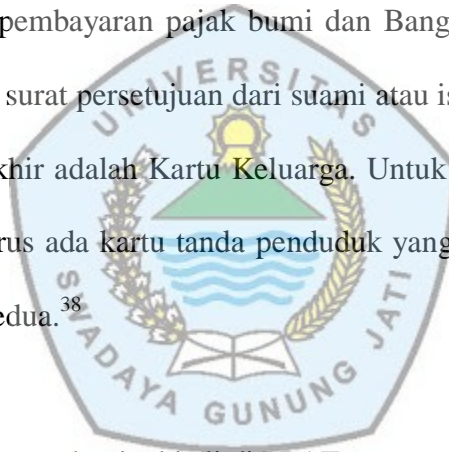 pembayaran pajak bumi dan Bang
surat persetujuan dari suami atau is
khir adalah Kartu Keluarga. Untuk
rus ada kartu tanda penduduk yang
edua.38
UNIVERSITAS
SWADAYA GUNUNG JATI